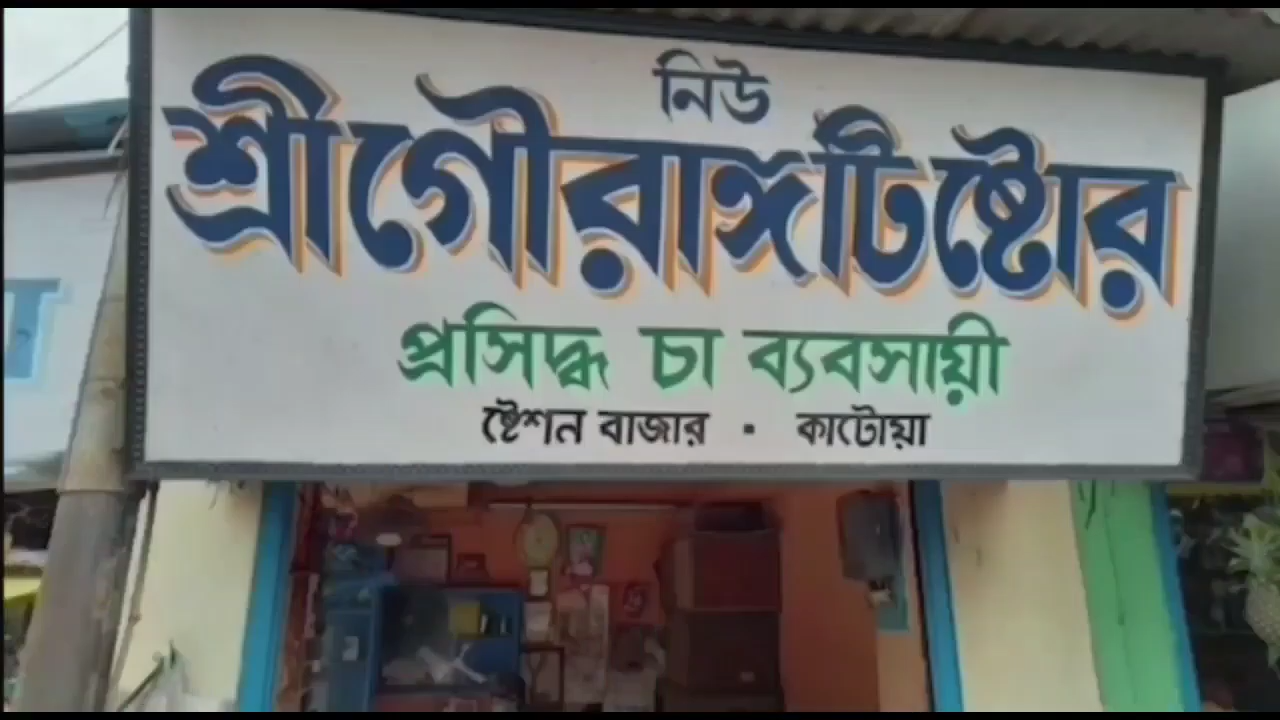 নিউ
শ্রীগৌরাঙ্গটিষ্টোর
প্রসিদ্ধ চা ব্যবসায়ী
ষ্টেশন বাজার ▪ কাটোয়া